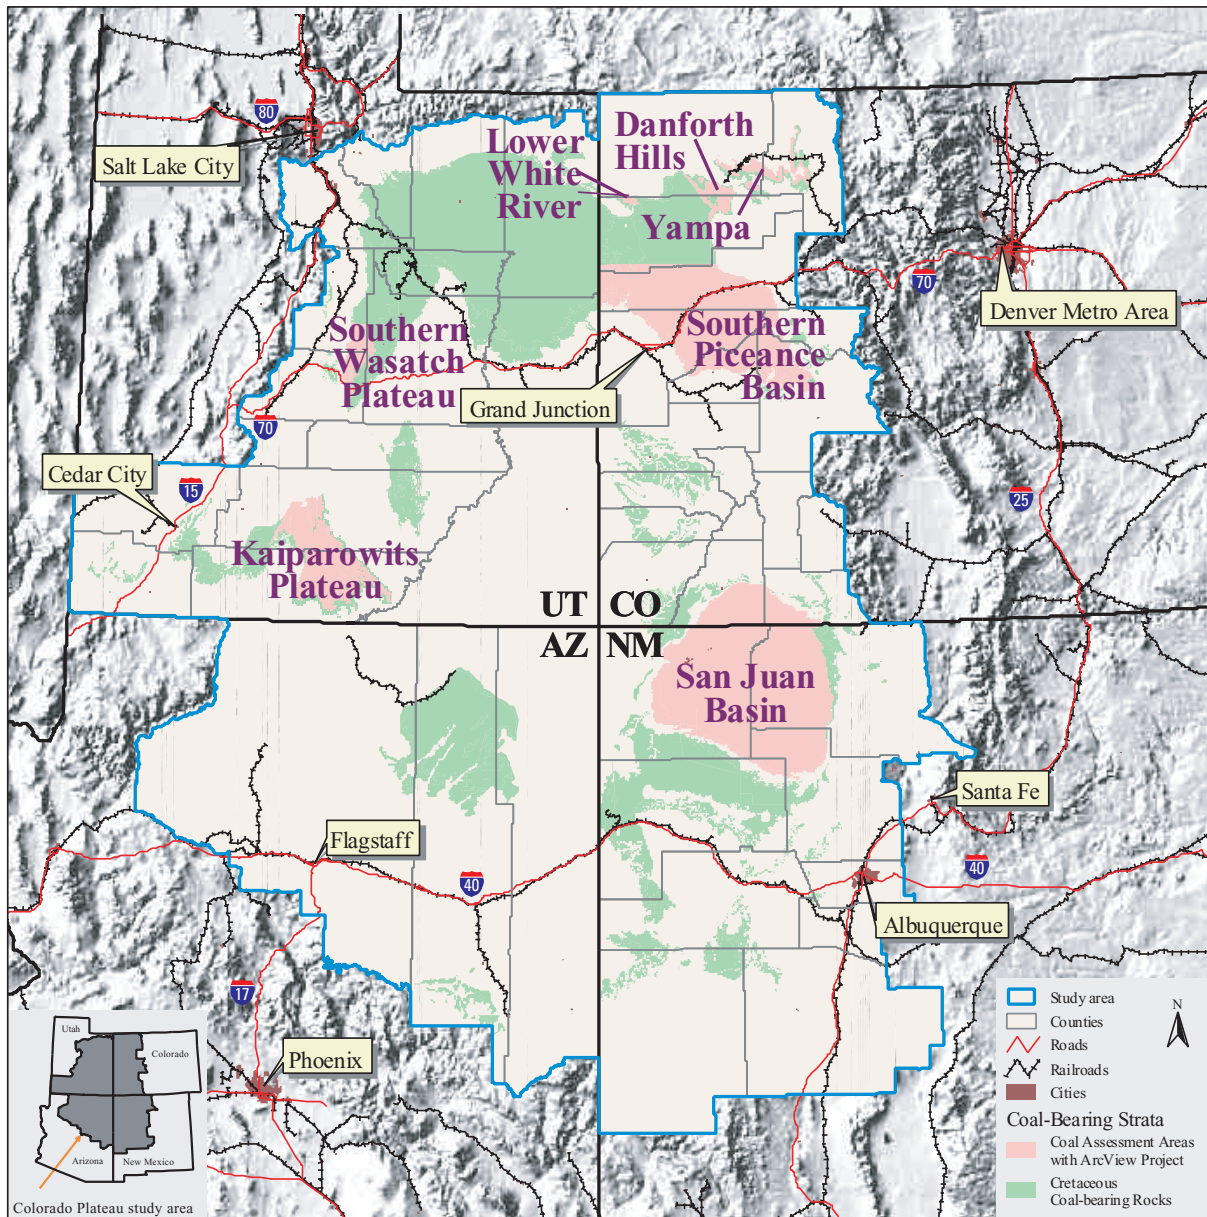 80
Salt Lake City
Lower
White
River
Danforth
Hills
Yampa
70
Denver Metro Area
Southern
Wasatch
Plateau
Southern
Piceance
Basin
Grand Junction
70
Cedar City
15
25
Kaiparowits
Plateau
UT CO
AZ NM
San Juan
Basin
Santa Fe
Flagstaff
40
40
Albuquerque
17
Phoenix
Study area
Counties
Roads
Railroads
Cities
Coal-Bearing Strata
Coal Assessment Areas
with ArcView Project
Cretaceous
Coal-bearing Rocks
N
Utah
Colorado
Arizona
New Mexico
Colorado Plateau study area